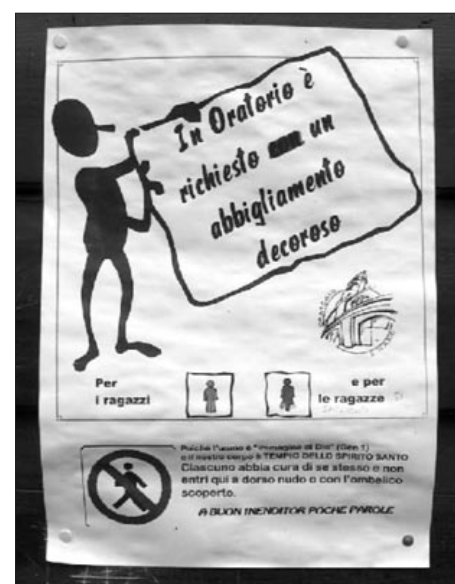 In Oratorio è
richiesto con un
abbigliamento
decoroso
Per
i ragazzi
e per
le ragazze
Poichè l'uomo è "immagine di Dio" (Gen 1)
e il nostro corpo è TEMPIO DELLO SPIRITO SANTO
Ciascuno abbia cura di se stesso e non
entri qui a dorso nudo o con l'ombelico
scoperto.
A BUON INENDITOR POCHE PAROLE